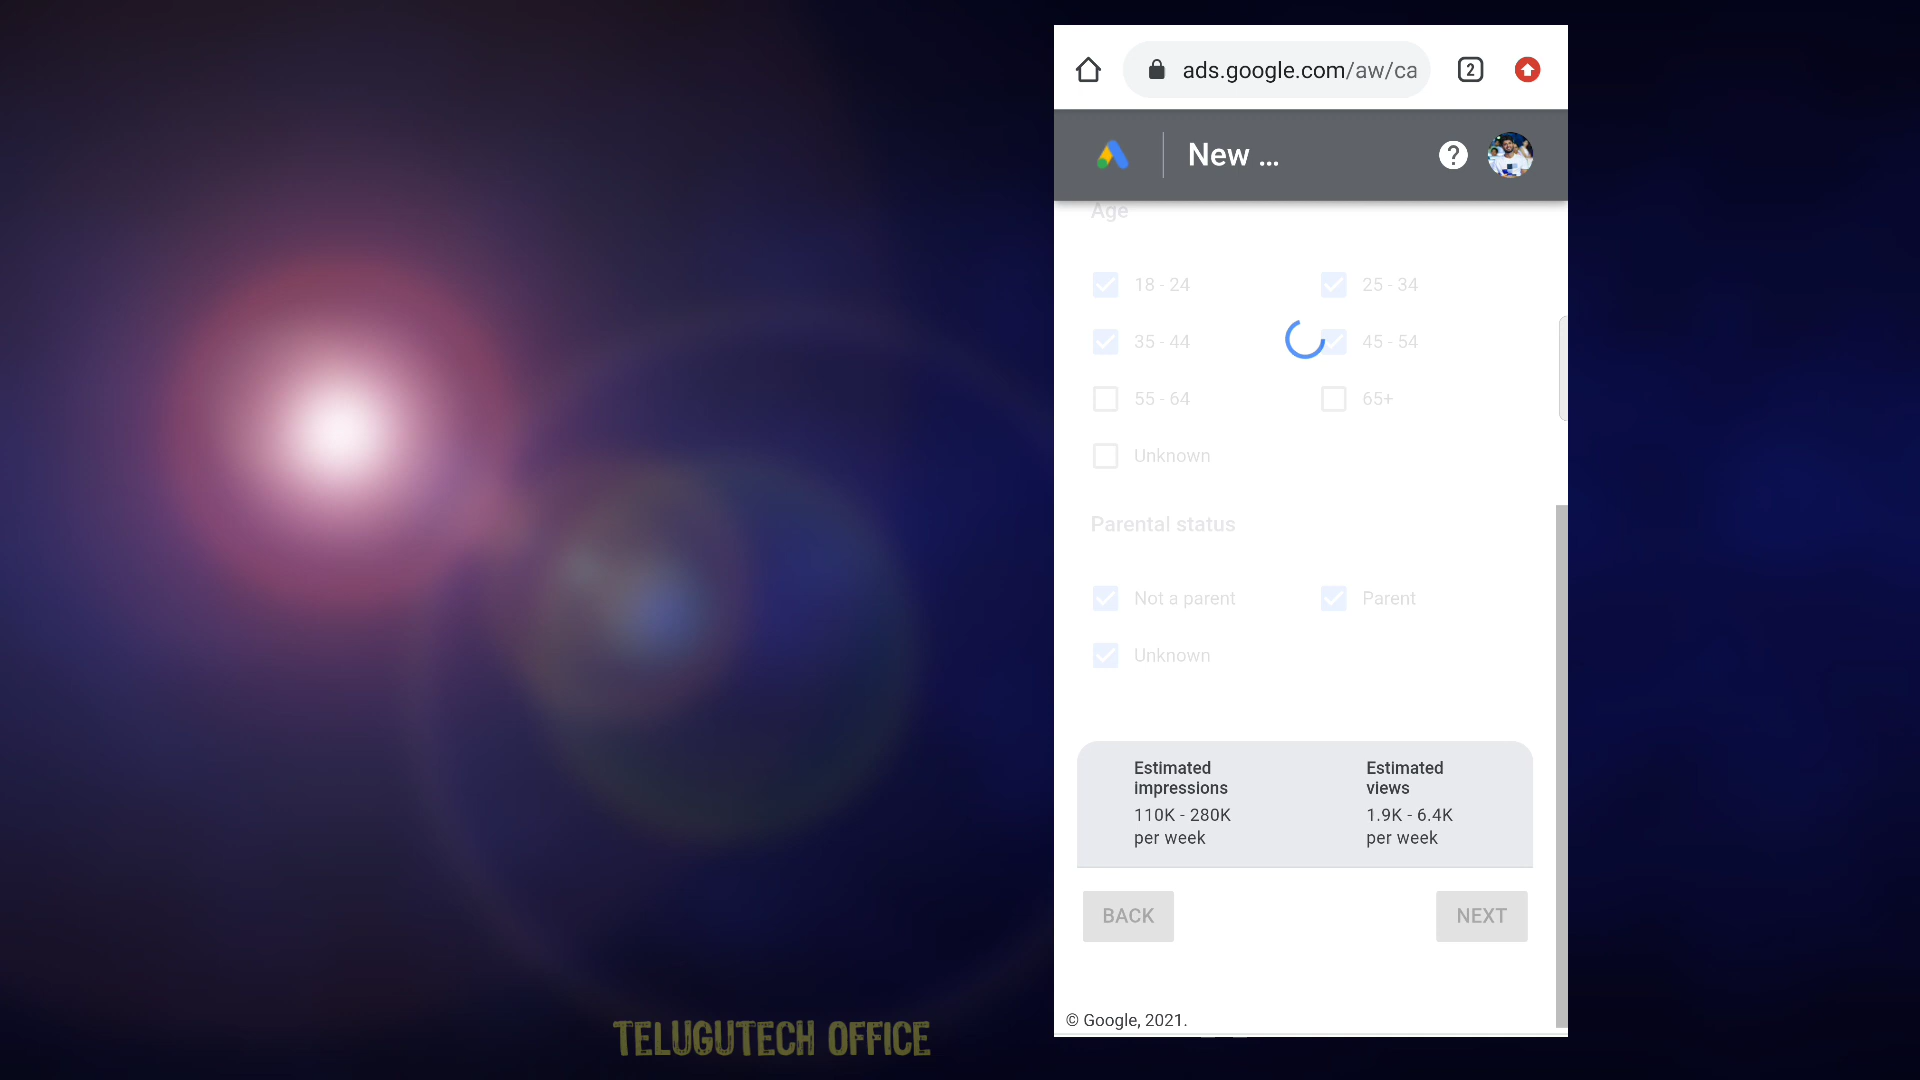 ads.google.com/aw/ca
2
New ...
Age
18 - 24
25 - 34
35 - 44
45 - 54
55 - 64
65+
Unknown
Parental status
Not a parent
Parent
Unknown
Estimated
impressions
110K - 280K
per week
Estimated
views
1.9K - 6.4K
per week
BACK
NEXT
© Google, 2021.
TELUGUTECH OFFICE